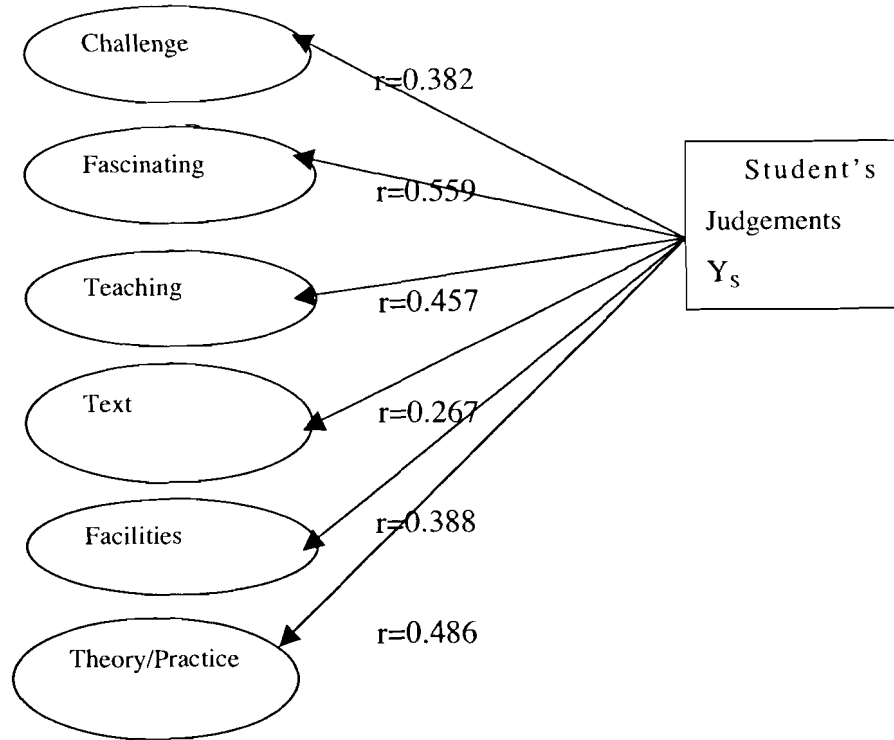 Challenge
r=0.382
Fascinating
r=0.559
Student's
Judgements
Y_s
Teaching
r=0.457
Text
r=0.267
Facilities
r=0.388
Theory/Practice
r=0.486